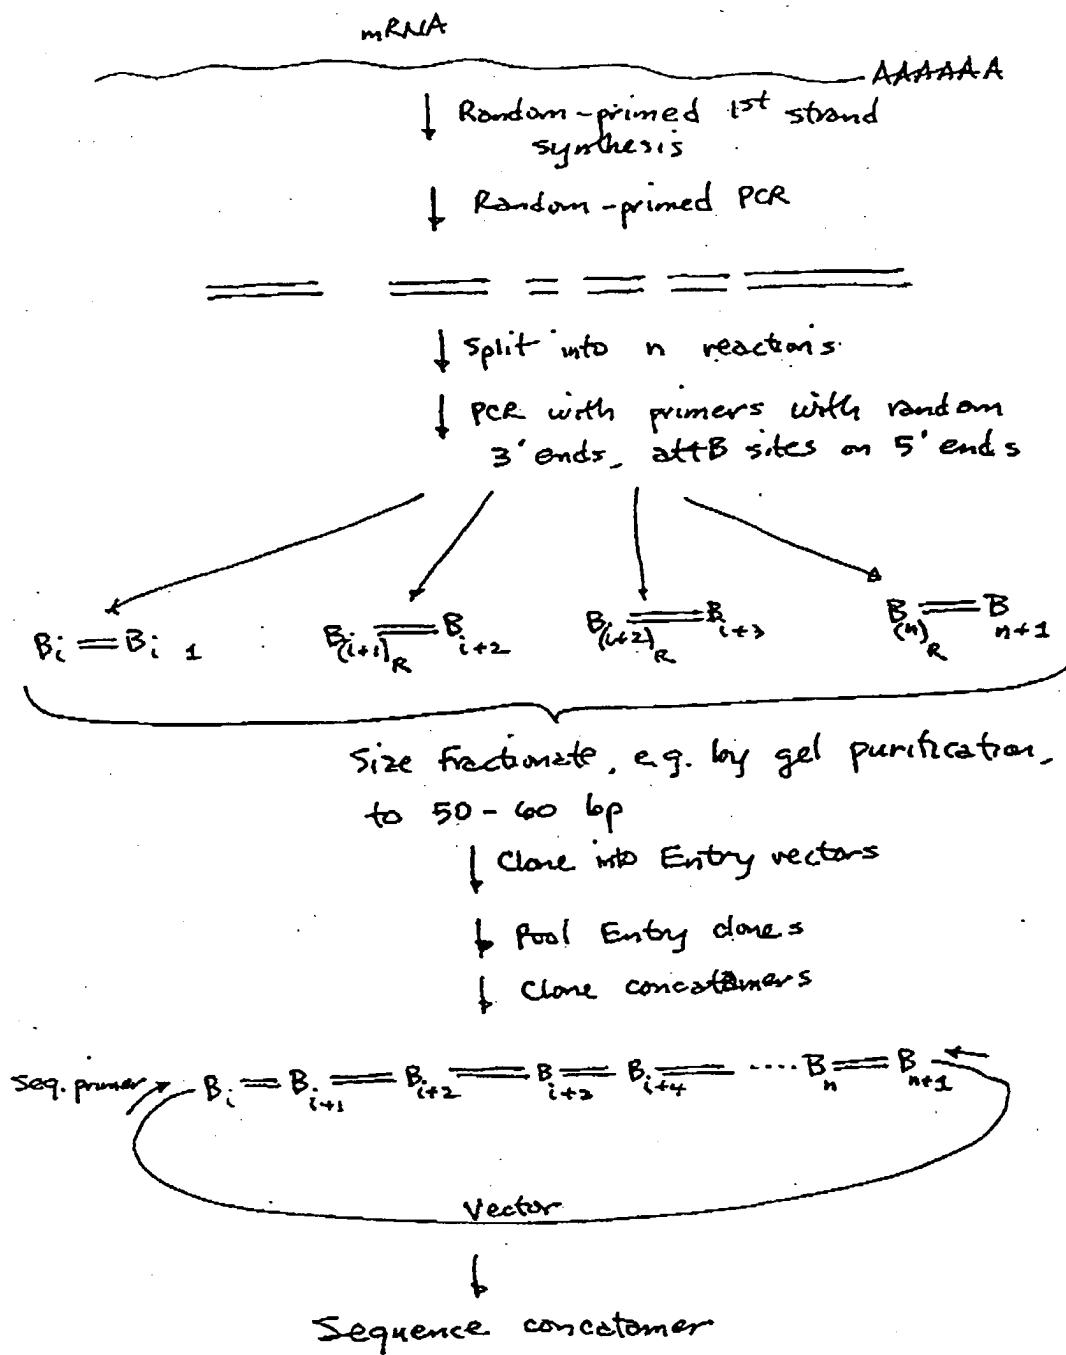 mRNA
AAAAAA
Random-primed 1st strand
synthesis
Random-primed PCR
split into n reactions.
PCR with primers with random
3' ends, attB sites on 5' ends
Bi = Bi 1 B(i+1)R = Bi+2 B(i+2)R = Bi+3 B(n)R = Bn+1
Size fractionate, e.g. by gel purification,
to 50-60 bp
Clone into Entry vectors
Pool Entry clones
Clone concatamers
Seq. primer Bi = Bi+1 = Bi+2 = Bi+3 = Bi+4 = ....Bn = Bn+1
Vector
Sequence concatomer